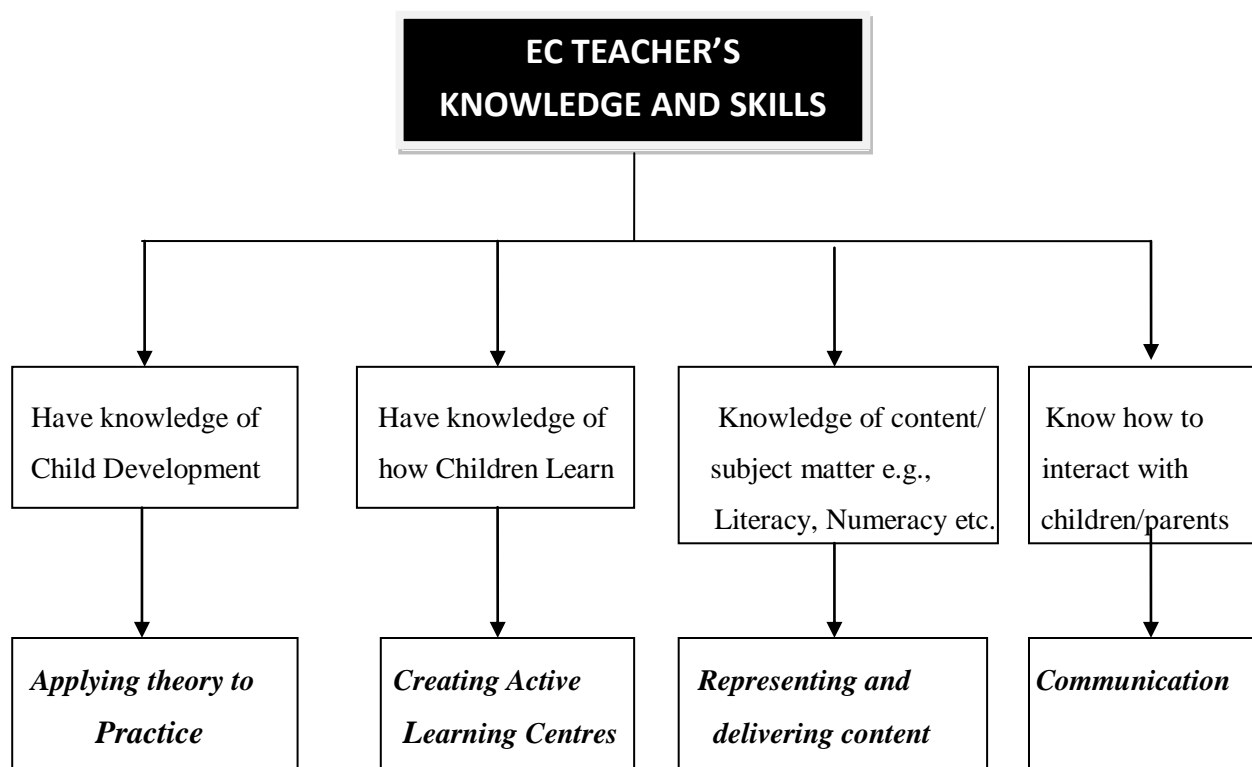 EC TEACHER’S
KNOWLEDGE AND SKILLS
Have knowledge of
Child Development
Have knowledge of
how Children Learn
Knowledge of content/
subject matter e.g.,
Literacy, Numeracy etc.
Know how to
interact with
children/parents
Applying theory to
Practice
Creating Active
Learning Centres
Representing and
delivering content
Communication